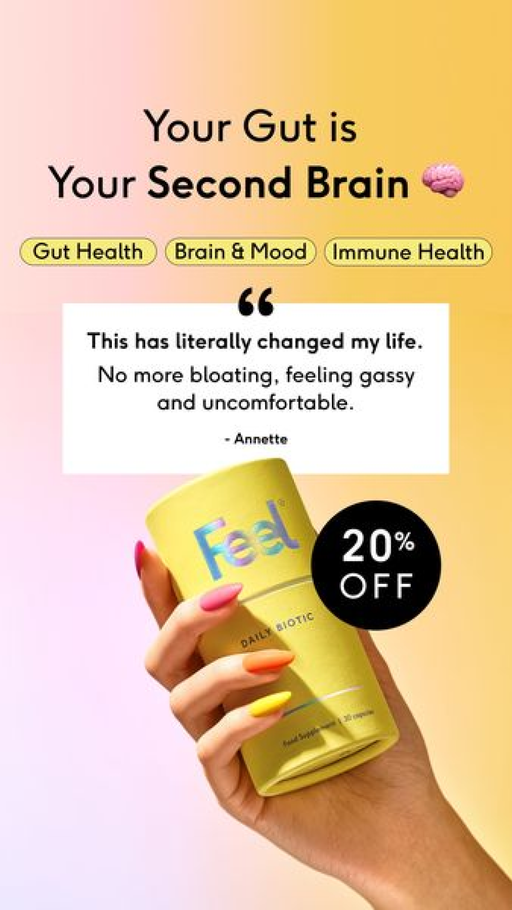 Your Gut is
Your Second Brain 🧠
Gut Health
Brain & Mood
Immune Health
“
This has literally changed my life.
No more bloating, feeling gassy
and uncomfortable.
- Annette
Feel®
20%
OFF
DAILY BIOTIC
Food Supplement | 30 capsules